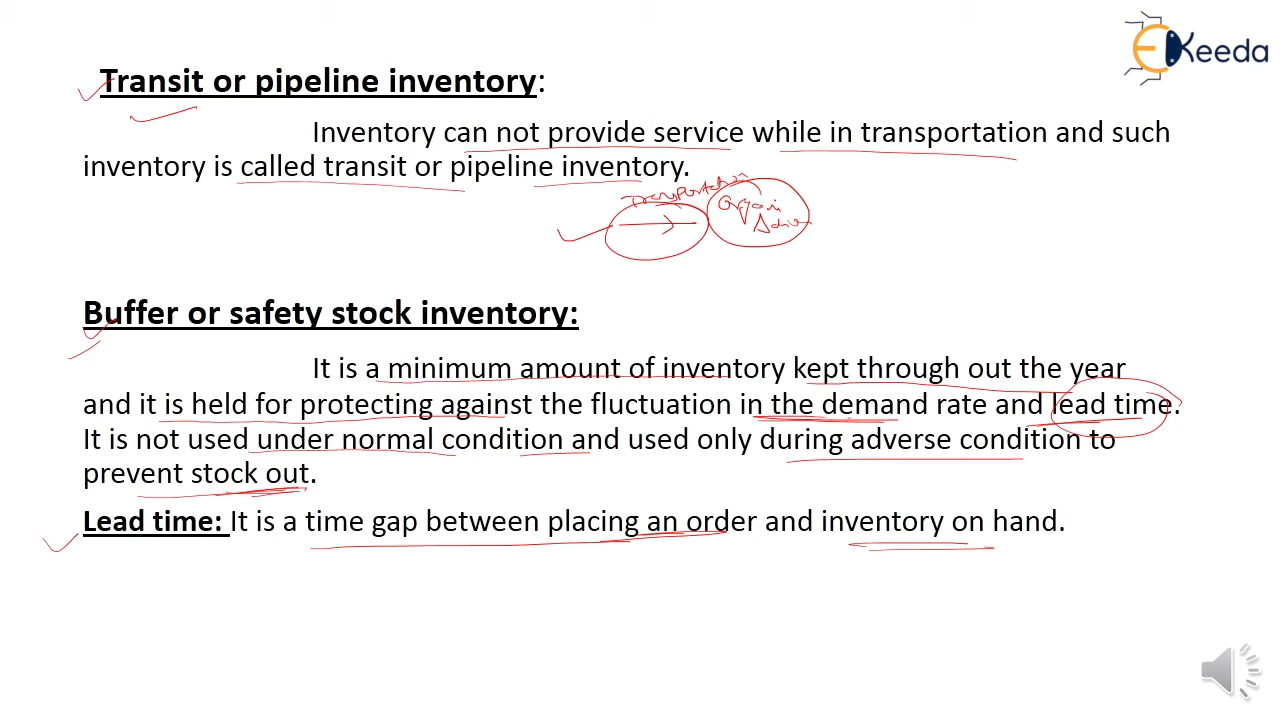 EKeeda
Transit or pipeline inventory:
Inventory can not provide service while in transportation and such
inventory is called transit or pipeline inventory.
Transportation
Buffer or safety stock inventory:
It is a minimum amount of inventory kept through out the year
and it is held for protecting against the fluctuation in the demand rate and lead time.
It is not used under normal condition and used only during adverse condition to
prevent stock out.
Lead time: It is a time gap between placing an order and inventory on hand.